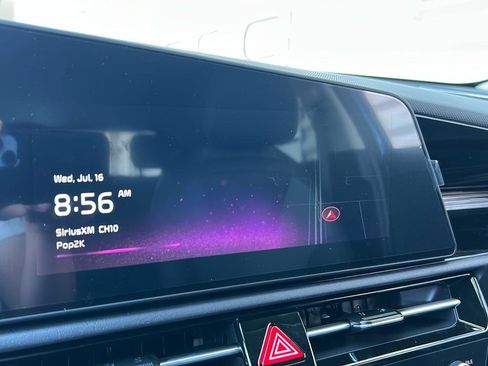 Wed, Jul, 16
8:56 AM
SiriusXM CH10
Pop2K